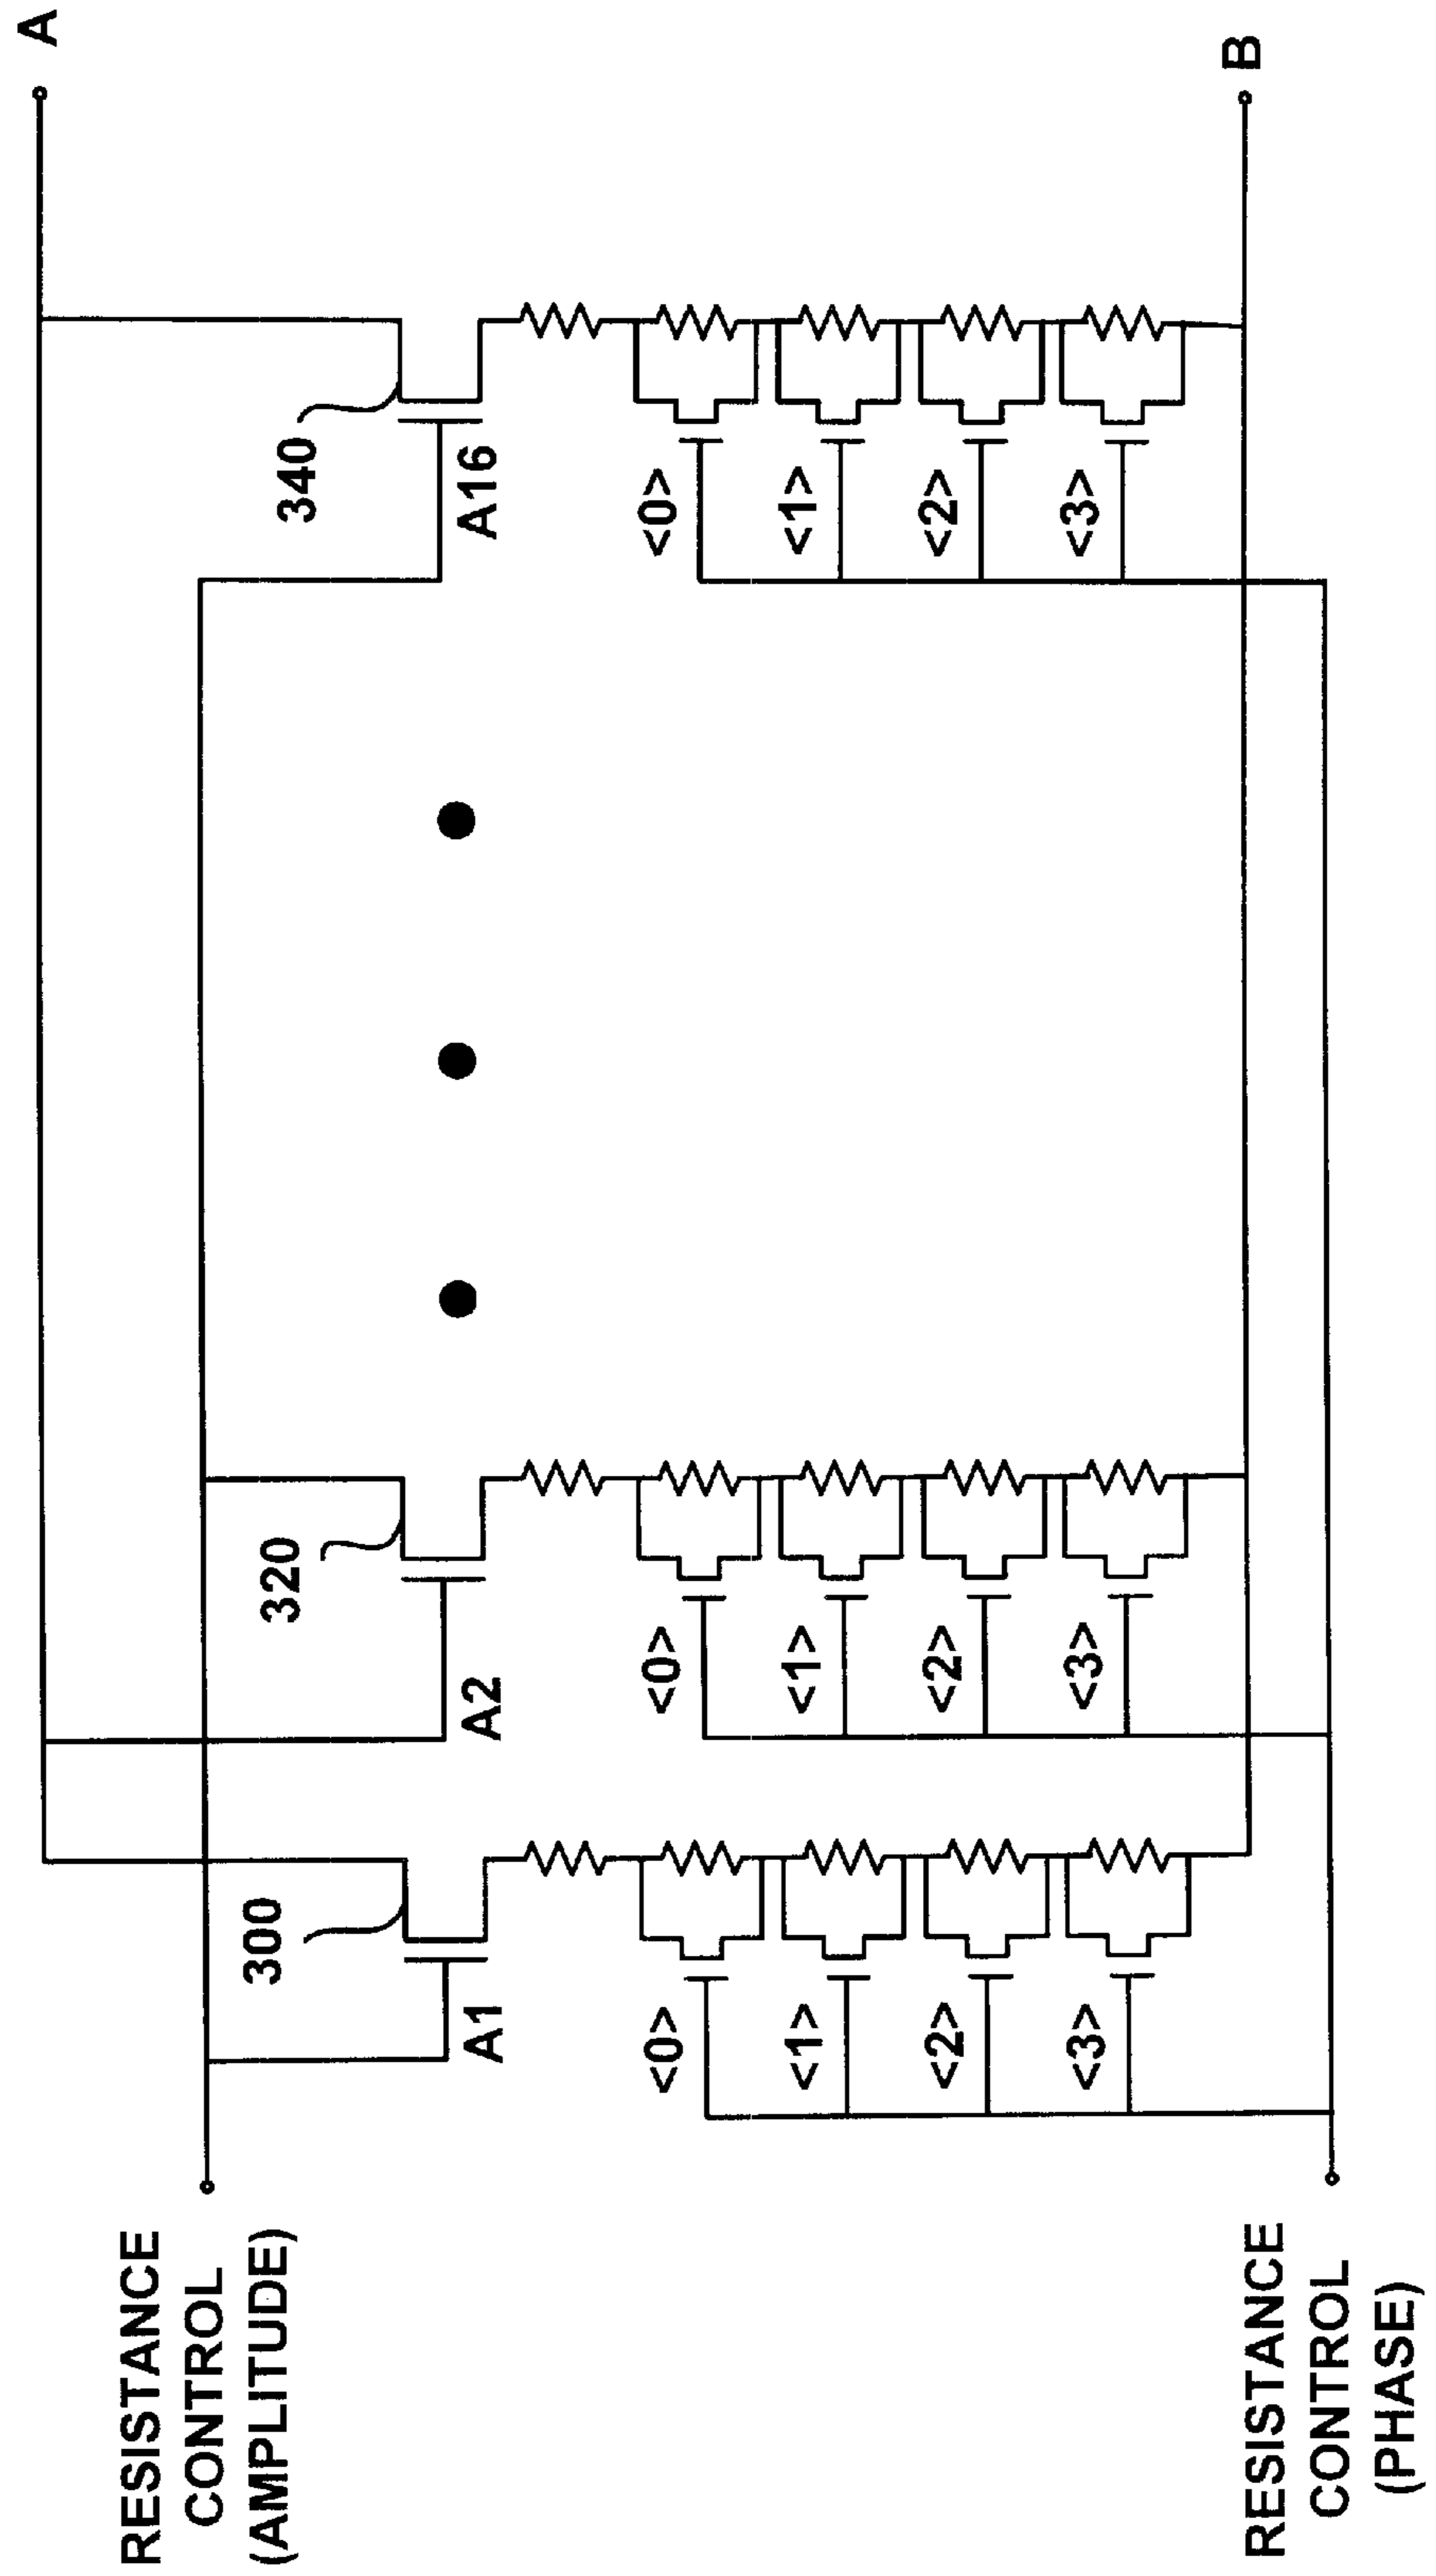 A
RESISTANCE
CONTROL
(AMPLITUDE)
300
320
340
A1
A2
A16
<0>
<0>
<0>
<1>
<1>
<1>
<2>
<2>
<2>
<3>
<3>
<3>
B
RESISTANCE
CONTROL
(PHASE)